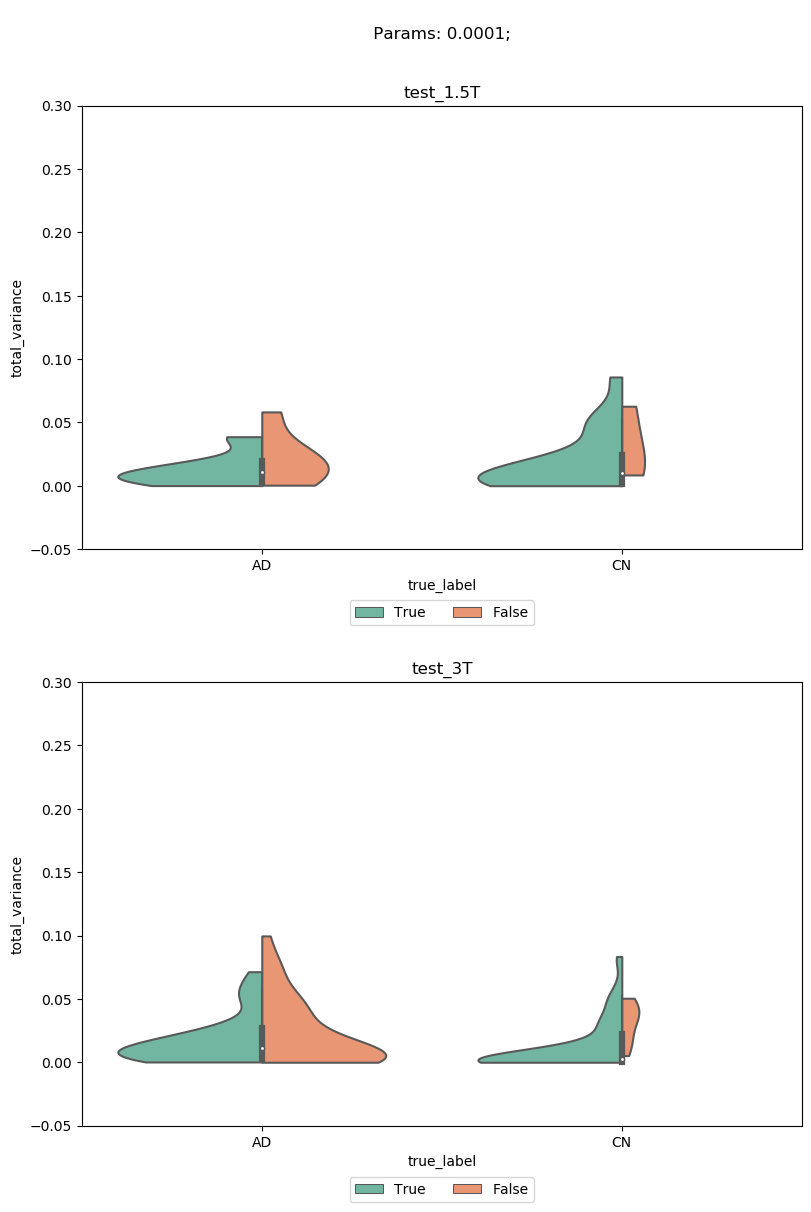 Params: 0.0001;
test_1.5T
0.30
0.25
0.20
0.15
0.10
0.05
0.00
−0.05
total_variance
AD CN
true_label
True False
test_3T
0.30
0.25
0.20
0.15
0.10
0.05
0.00
−0.05
total_variance
AD CN
true_label
True False